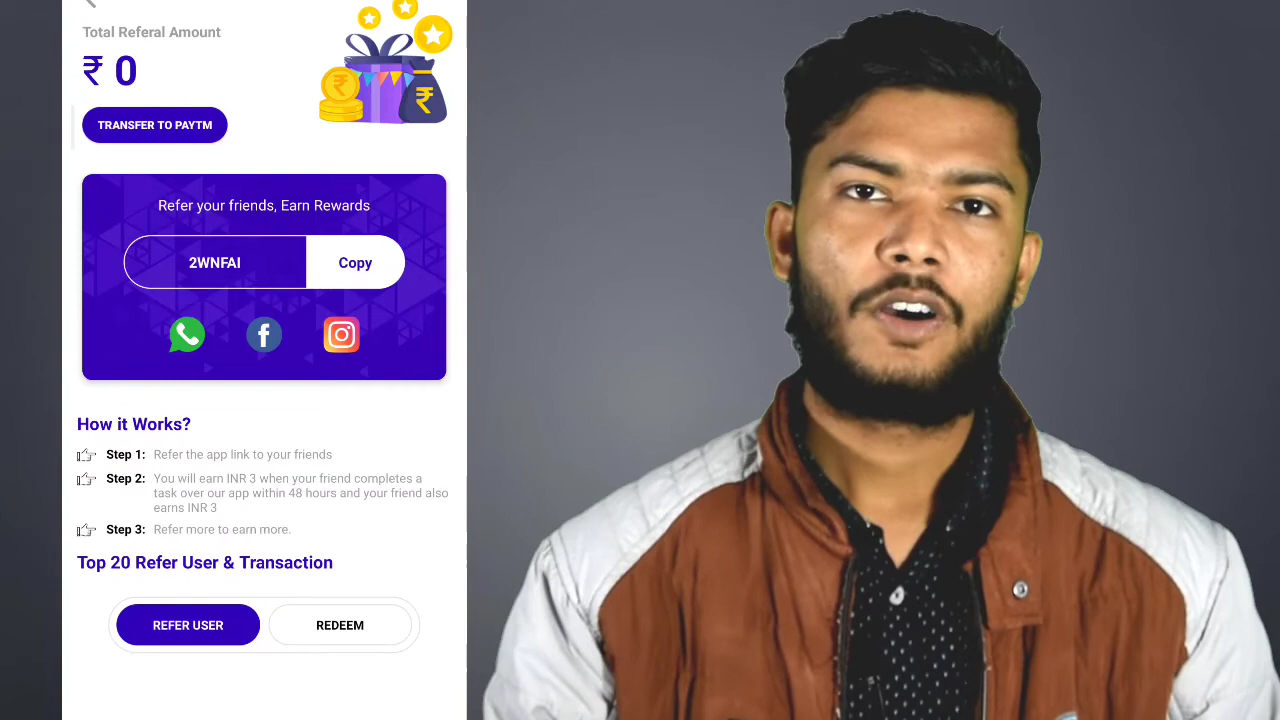 Total Referal Amount
₹ 0
TRANSFER TO PAYTM
Refer your friends, Earn Rewards
2WNFAI
Copy
How it Works?
Step 1: Refer the app link to your friends
Step 2: You will earn INR 3 when your friend completes a
task over our app within 48 hours and your friend also
earns INR 3
Step 3: Refer more to earn more.
Top 20 Refer User & Transaction
REFER USER
REDEEM